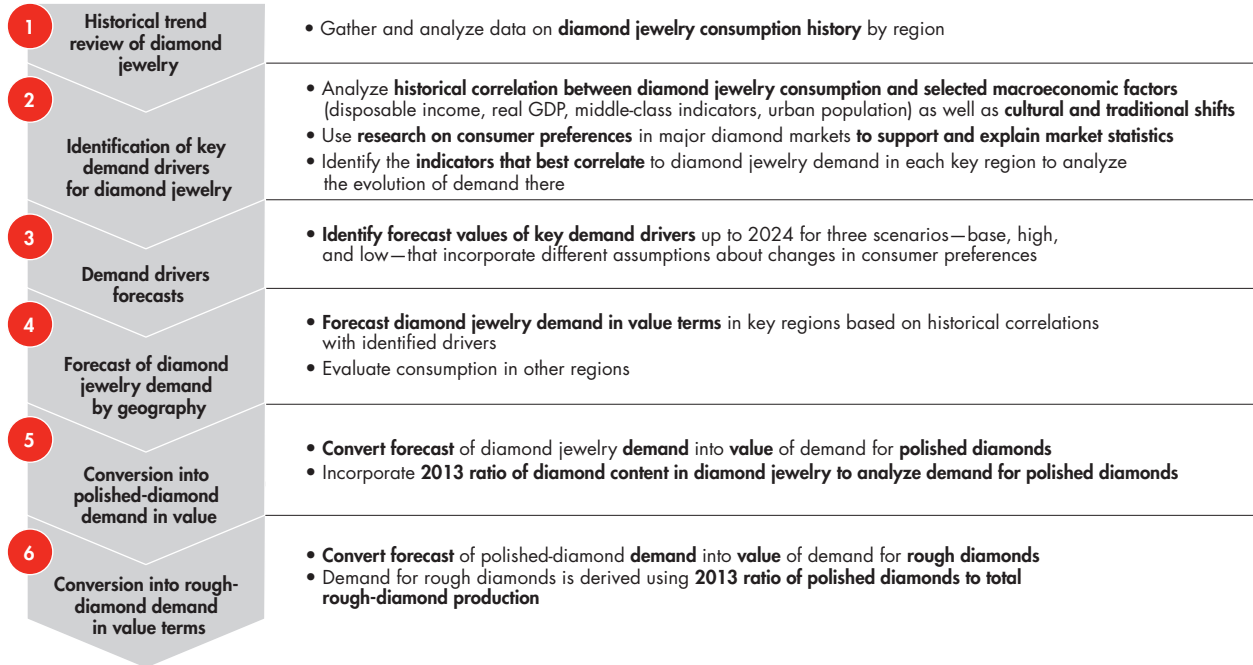 1
Historical trend
review of diamond
jewelry
• Gather and analyze data on diamond jewelry consumption history by region
2
Identification of key
demand drivers
for diamond jewelry
• Analyze historical correlation between diamond jewelry consumption and selected macroeconomic factors
(disposable income, real GDP, middle-class indicators, urban population) as well as cultural and traditional shifts
• Use research on consumer preferences in major diamond markets to support and explain market statistics
• Identify the indicators that best correlate to diamond jewelry demand in each key region to analyze
the evolution of demand there
3
Demand drivers
forecasts
• Identify forecast values of key demand drivers up to 2024 for three scenarios—base, high,
and low—that incorporate different assumptions about changes in consumer preferences
4
Forecast of diamond
jewelry demand
by geography
• Forecast diamond jewelry demand in value terms in key regions based on historical correlations
with identified drivers
• Evaluate consumption in other regions
5
Conversion into
polished-diamond
demand in value
• Convert forecast of diamond jewelry demand into value of demand for polished diamonds
• Incorporate 2013 ratio of diamond content in diamond jewelry to analyze demand for polished diamonds
6
Conversion into rough-
diamond demand
in value terms
• Convert forecast of polished-diamond demand into value of demand for rough diamonds
• Demand for rough diamonds is derived using 2013 ratio of polished diamonds to total
rough-diamond production